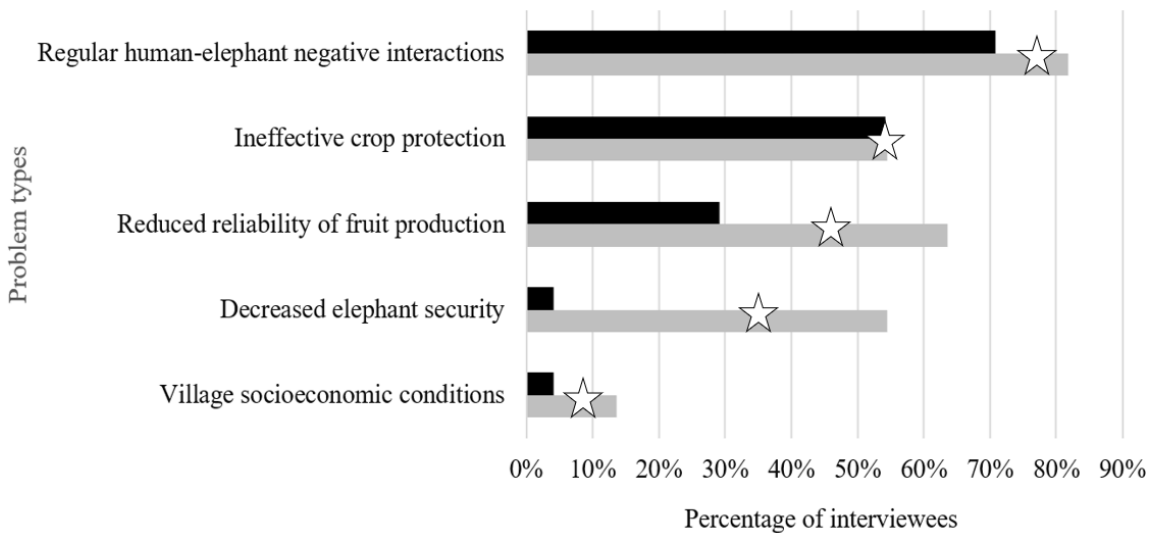 Problem types
Regular human-elephant negative interactions
Ineffective crop protection
Reduced reliability of fruit production
Decreased elephant security
Village socioeconomic conditions
0% 10% 20% 30% 40% 50% 60% 70% 80% 90%
Percentage of interviewees